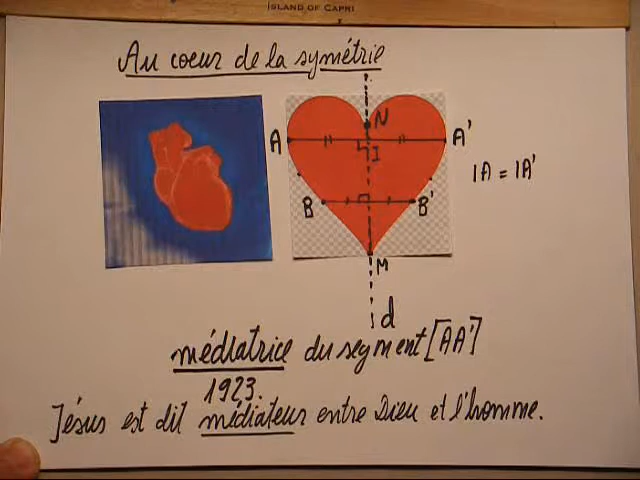 ISLAND OF CAPRI
Au coeur de la symétrie
N
A
A'
I
IA = IA'
B
B'
M
d
médiatrice du segment [AA']
1923.
Jésus est dit médiateur entre Dieu et l'homme.